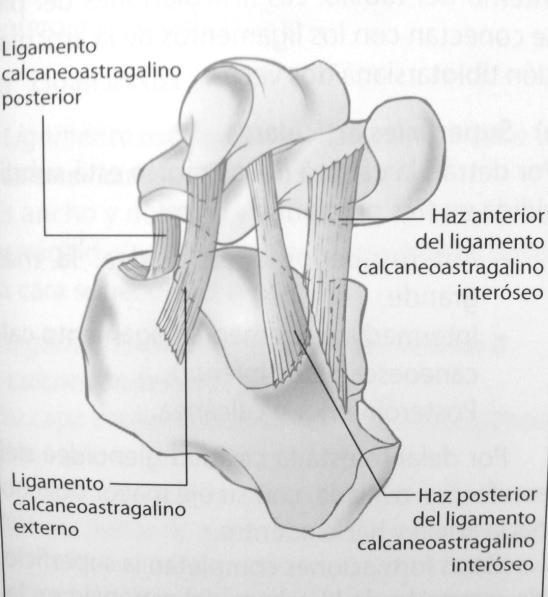 Ligamento
calcaneoastragalino
posterior
Haz anterior
del ligamento
calcaneoastragalino
interóseo
Ligamento
calcaneoastragalino
externo
Haz posterior
del ligamento
calcaneoastragalino
interóseo